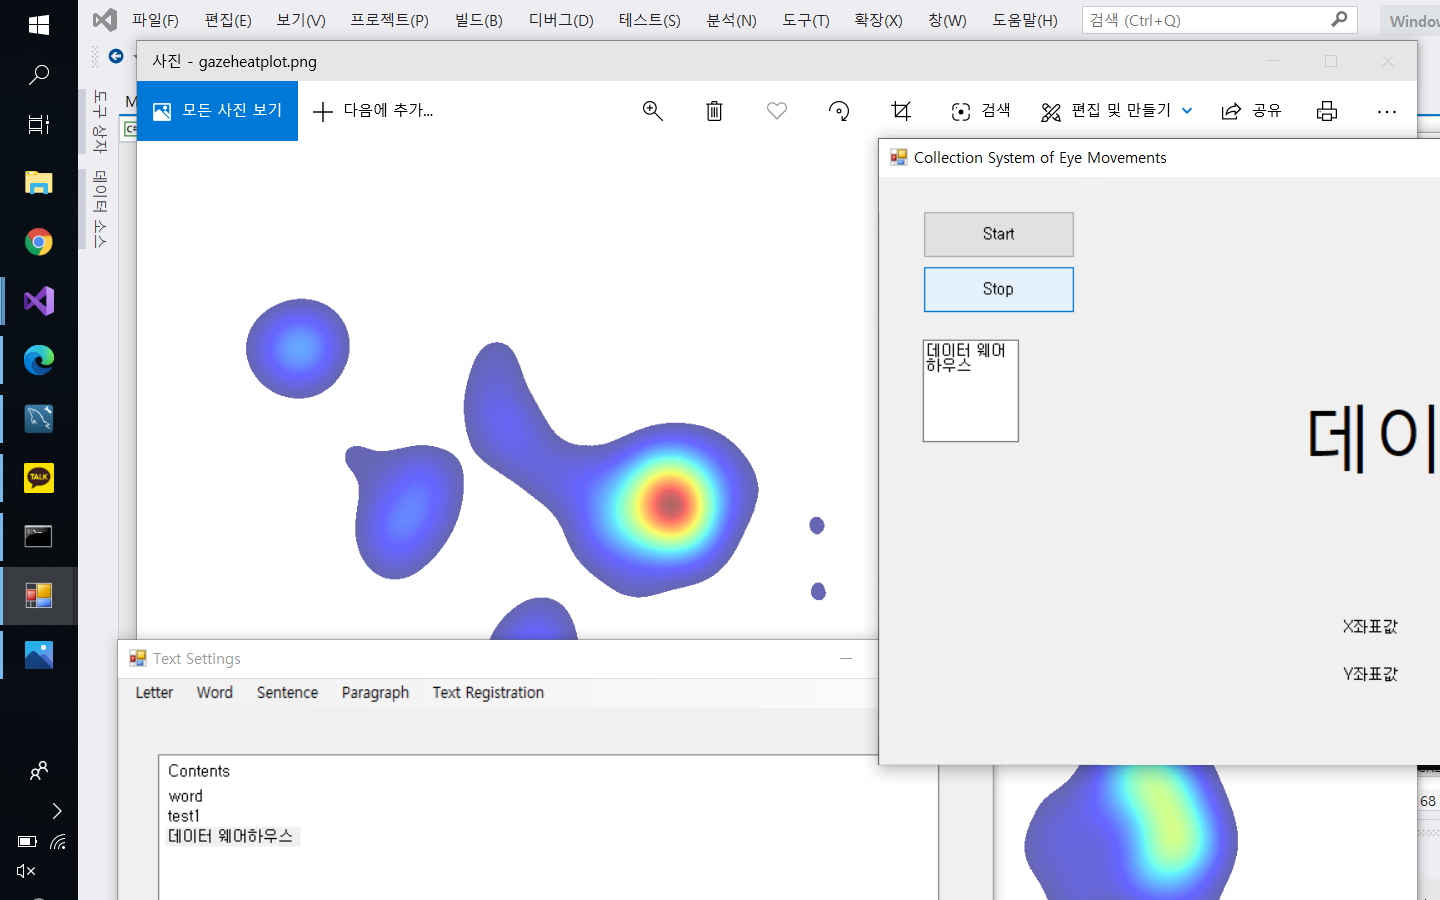 파일(F) 편집(E) 보기(V) 프로젝트(P) 빌드(B) 디버그(D) 테스트(S) 분석(N) 도구(T) 확장(X) 창(W) 도움말(H) 검색 (Ctrl+Q) Window
사진 - gazeheatplot.png
모든 사진 보기 다음에 추가... 검색 편집 및 만들기 공유
도구 상자
데이터 소스
M
C#
TALK
Collection System of Eye Movements
Start
Stop
데이터 웨어
하우스
데이
X좌표값
Y좌표값
Text Settings
Letter Word Sentence Paragraph Text Registration
Contents
word
test1
데이터 웨어하우스
68